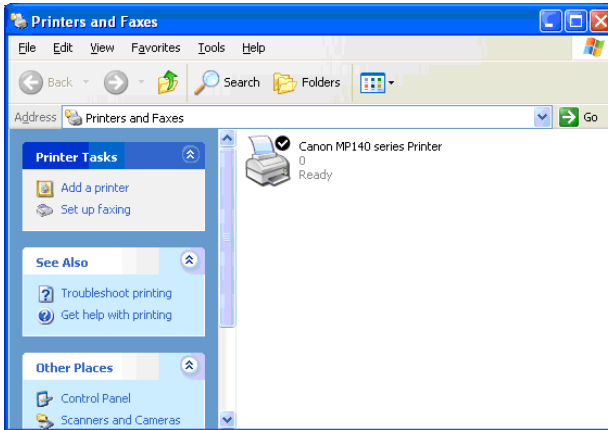 Printers and Faxes
File Edit View Favorites Tools Help
Back Search Folders
Address Printers and Faxes Go
Printer Tasks
Add a printer
Set up faxing
See Also
Troubleshoot printing
Get help with printing
Other Places
Control Panel
Scanners and Cameras
Canon MP140 series Printer
0
Ready